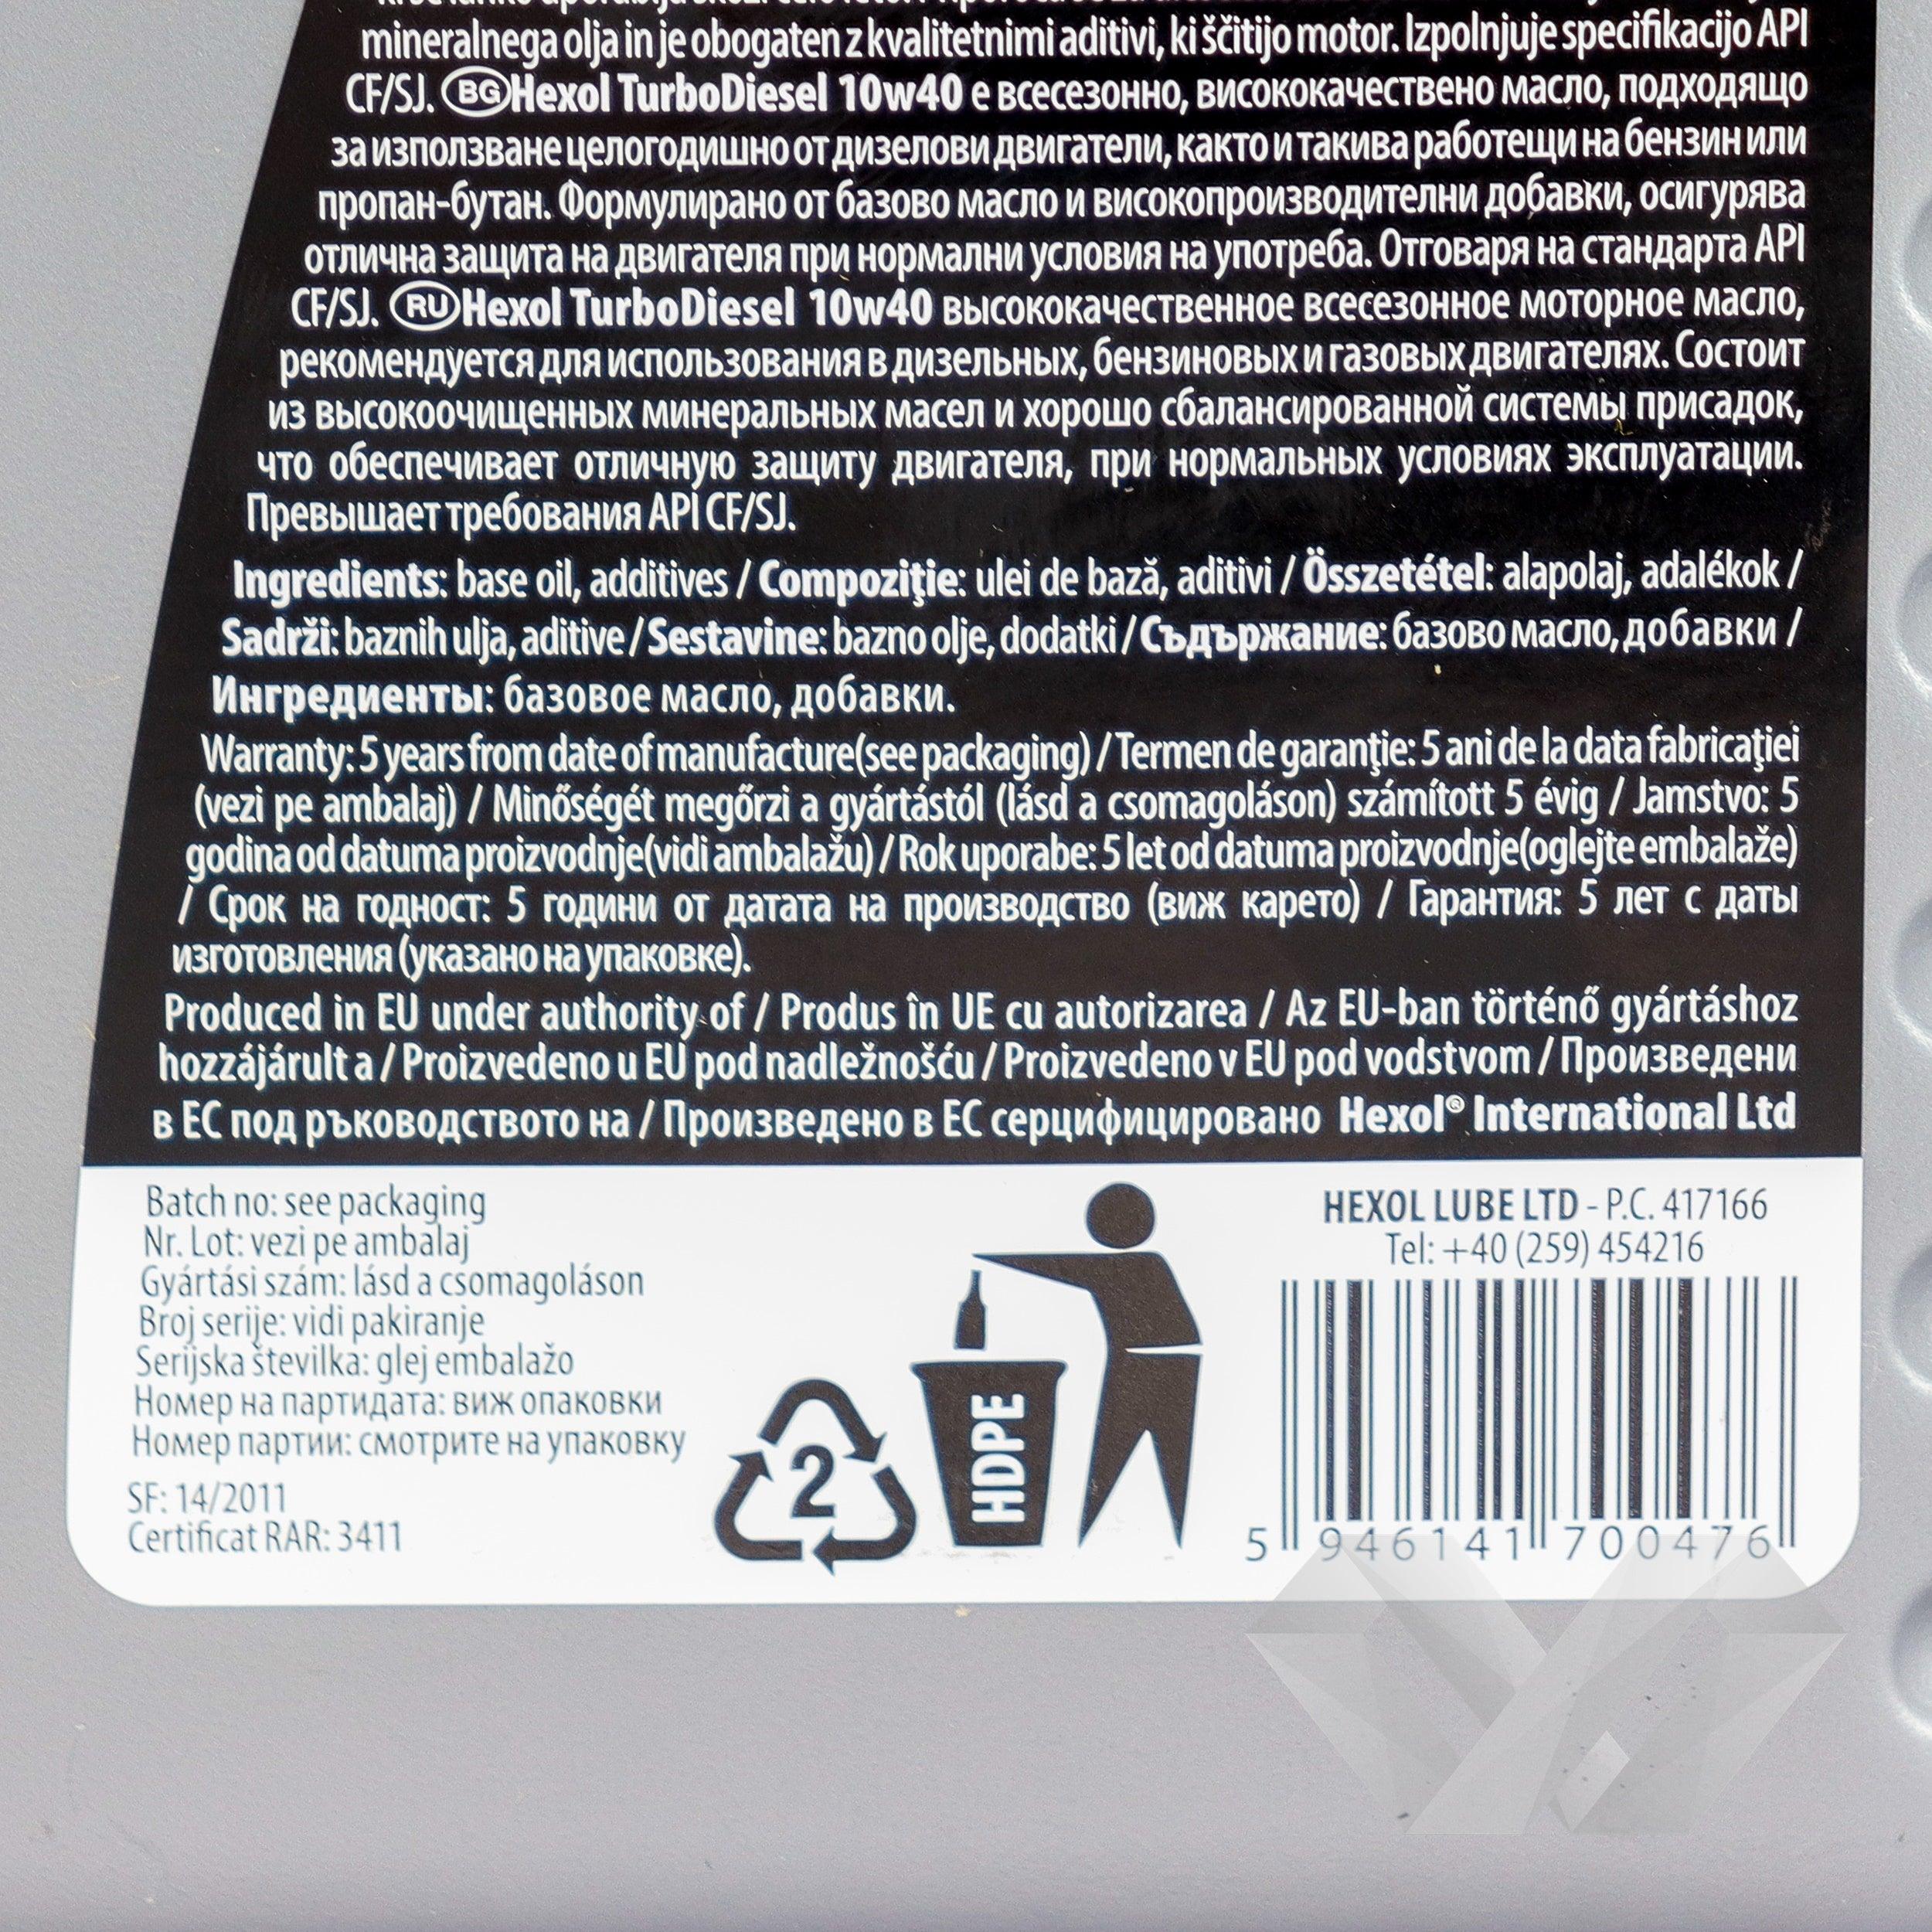 mineralnega olja in je obogaten z kvalitetnimi aditivi, ki ščitijo motor. Izpolnjuje specifikacijo API
CF/SJ. BG Hexol TurboDiesel 10w40 е всесезонно, висококачествено масло, подходящо
за използване целогодишно от дизелови двигатели, както и такива работещи на бензин или
пропан-бутан. Формулирано от базово масло и високопроизводителни добавки, осигурява
отлична защита на двигателя при нормални условия на употреба. Отговаря на стандарта API
CF/SJ. RU Hexol TurboDiesel 10w40 высококачественное всесезонное моторное масло,
рекомендуется для использования в дизельных, бензиновых и газовых двигателях. Состоит
из высокоочищенных минеральных масел и хорошо сбалансированной системы присадок,
что обеспечивает отличную защиту двигателя, при нормальных условиях эксплуатации.
Превышает требования API CF/SJ.
Ingredients: base oil, additives / Compoziţie: ulei de bază, aditivi / Összetétel: alapolaj, adalékok /
Sadrži: baznih ulja, aditive / Sestavine: bazno olje, dodatki / Съдържание: базово масло, добавки /
Ингредиенты: базовое масло, добавки.
Warranty: 5 years from date of manufacture(see packaging) / Termen de garanţie: 5 ani de la data fabricaţiei
(vezi pe ambalaj) / Minőségét megőrzi a gyártástól (lásd a csomagoláson) számított 5 évig / Jamstvo: 5
godina od datuma proizvodnje(vidi ambalažu) / Rok uporabe: 5 let od datuma proizvodnje(oglejte embalaže)
/ Срок на годност: 5 години от датата на производство (виж карето) / Гарантия: 5 лет с даты
изготовления (указано на упаковке).
Produced in EU under authority of / Produs în UE cu autorizarea / Az EU-ban történő gyártáshoz
hozzájárult a / Proizvedeno u EU pod nadležnošću / Proizvedeno v EU pod vodstvom / Произведени
в ЕС под ръководството на / Произведено в ЕС серцифицировано Hexol® International Ltd
Batch no: see packaging
Nr. Lot: vezi pe ambalaj
Gyártási szám: lásd a csomagoláson
Broj serije: vidi pakiranje
Serijska številka: glej embalažo
Номер на партидата: виж опаковки
Номер партии: смотрите на упаковку
SF: 14/2011
Certificat RAR: 3411
2
HDPE
HEXOL LUBE LTD - P.C. 417166
Tel: +40 (259) 454216
5 946141 700476